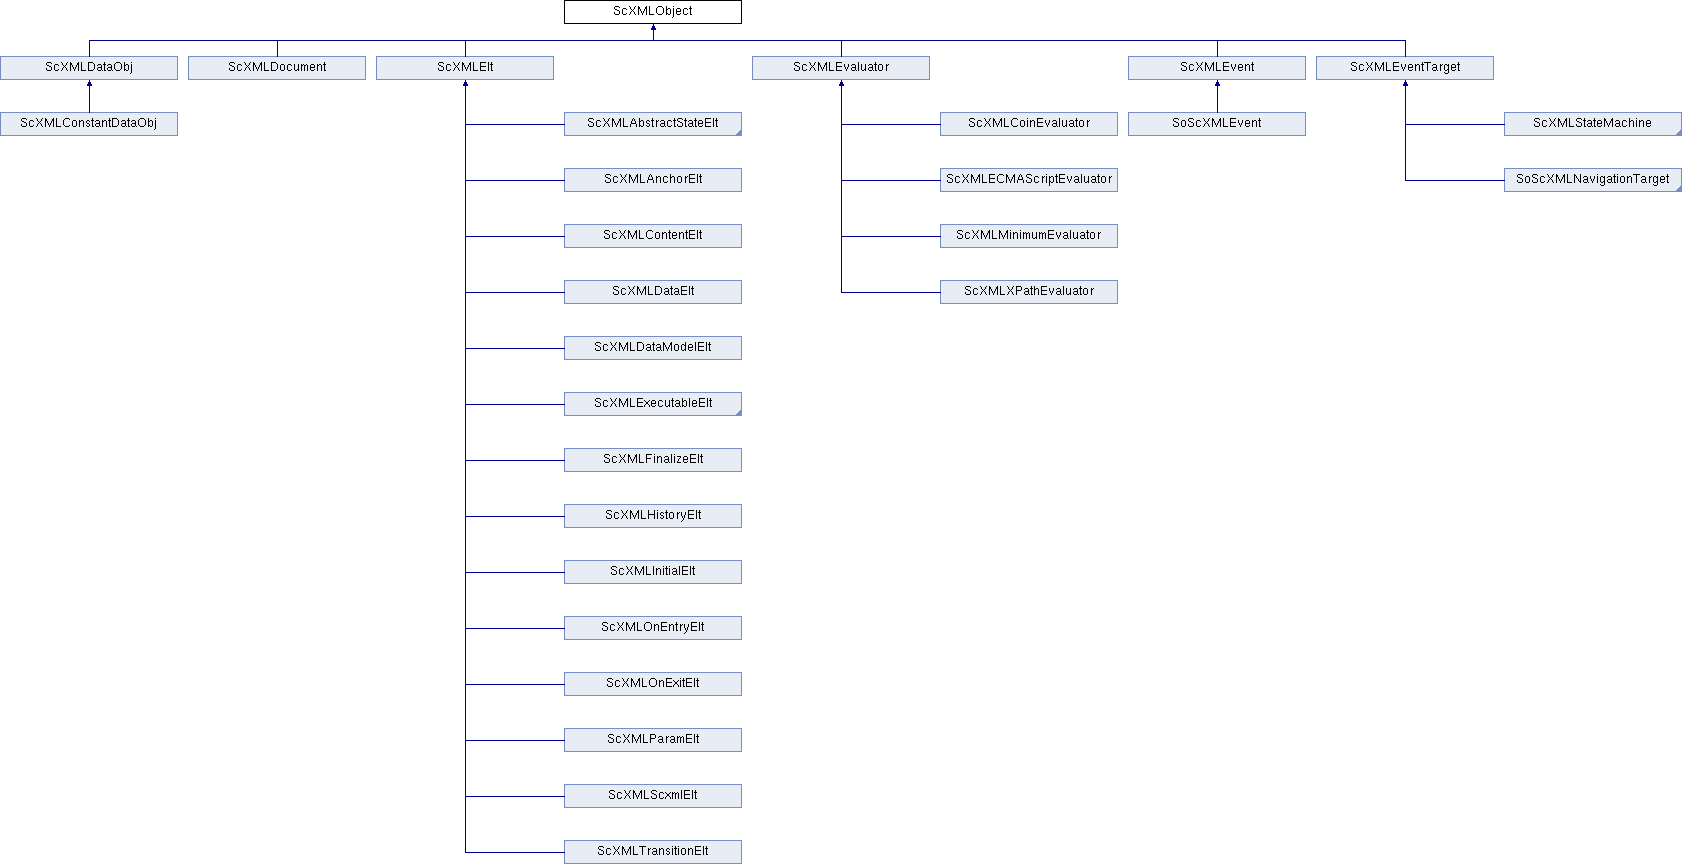 ScXMLObject
ScXMLDataObj
ScXMLDocument
ScXMLElt
ScXMLEvaluator
ScXMLEvent
ScXMLEventTarget
ScXMLConstantDataObj
ScXMLAbstractStateElt
ScXMLCoinEvaluator
SoScXMLEvent
ScXMLStateMachine
ScXMLAnchorElt
ScXMLECMAScriptEvaluator
SoScXMLNavigationTarget
ScXMLContentElt
ScXMLMinimumEvaluator
ScXMLDataElt
ScXMLXPathEvaluator
ScXMLDataModelElt
ScXMLExecutableElt
ScXMLFinalizeElt
ScXMLHistoryElt
ScXMLInitialElt
ScXMLOnEntryElt
ScXMLOnExitElt
ScXMLParamElt
ScXMLScxmlElt
ScXMLTransitionElt